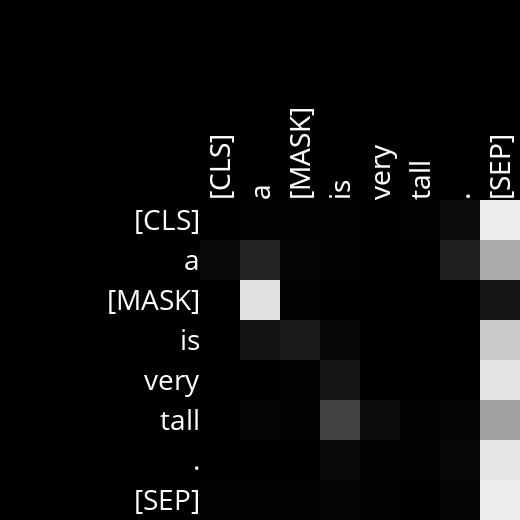 [CLS] a [MASK] is very tall . [SEP]
[CLS]
a
[MASK]
is
very
tall
.
[SEP]